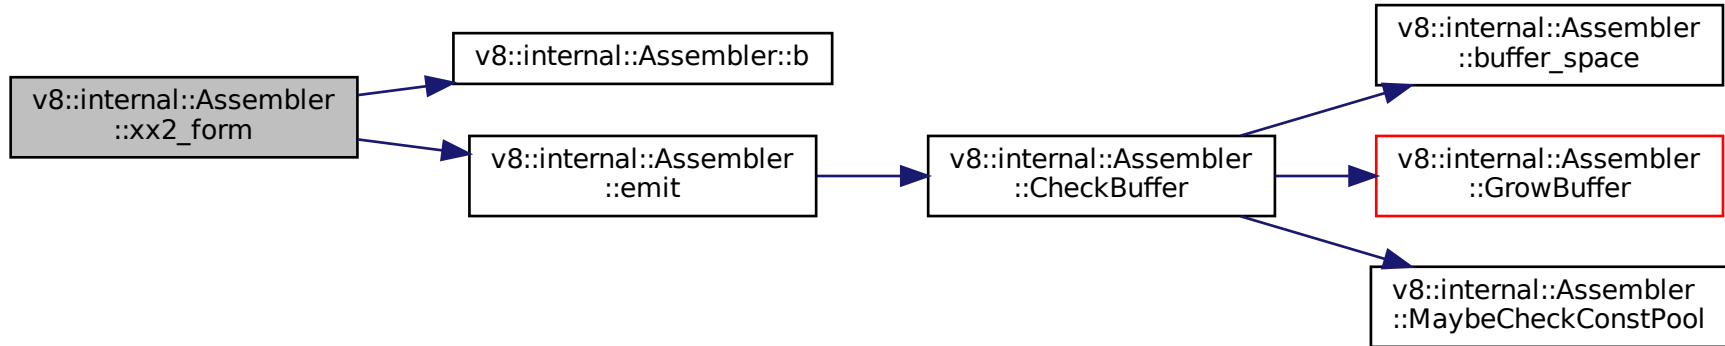 v8::internal::Assembler
::xx2_form
v8::internal::Assembler::b
v8::internal::Assembler
::emit
v8::internal::Assembler
::CheckBuffer
v8::internal::Assembler
::buffer_space
v8::internal::Assembler
::GrowBuffer
v8::internal::Assembler
::MaybeCheckConstPool